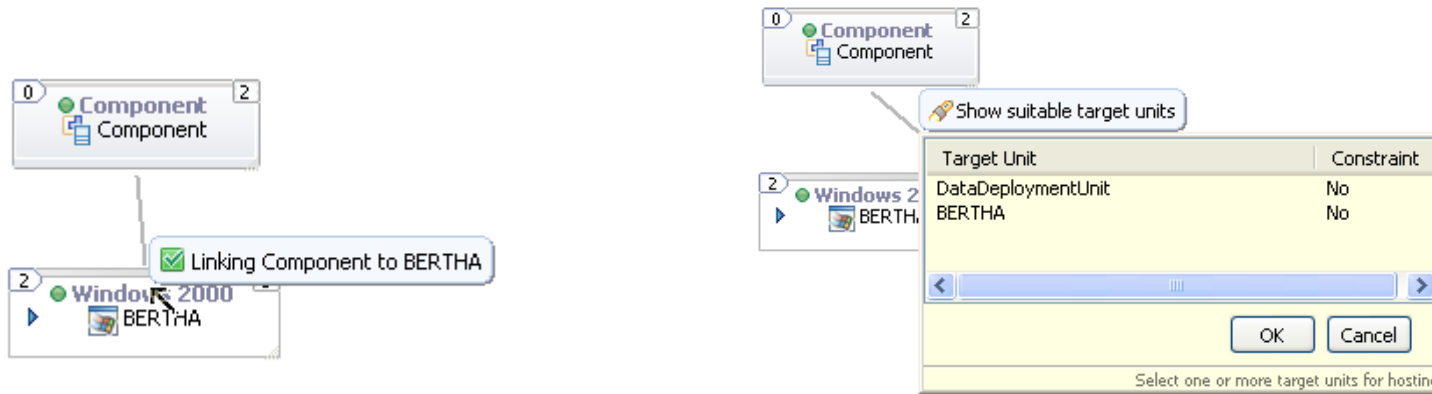 0 2
Component
Component
Linking Component to BERTHA
2
Windows 2000
BERTHA
0 2
Component
Component
Show suitable target units
2
Windows 2
BERTH
Target Unit Constraint
DataDeploymentUnit No
BERTHA No
OK Cancel
Select one or more target units for hosting